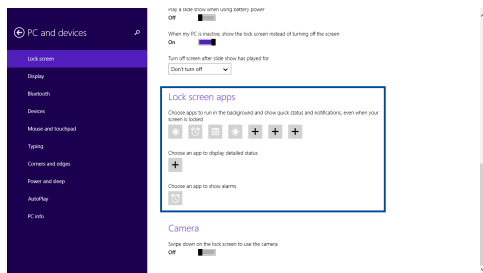 Play a slide show when using battery power
Off
PC and devices
When my PC is inactive, show the lock screen instead of turning off the screen
On
Lock screen
Turn off screen after slide show has played for
Don't turn off
Display
Bluetooth
Devices
Mouse and touchpad
Typing
Corners and edges
Power and sleep
AutoPlay
PC info
Lock screen apps
Choose apps to run in the background and show quick status and notifications, even when your
screen is locked
Choose an app to display detailed status
Choose an app to show alarms
Camera
Swipe down on the lock screen to use the camera
Off